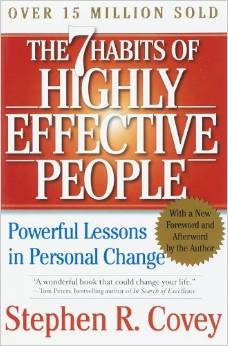 OVER 15 MILLION SOLD
THE 7 HABITS OF
HIGHLY
EFFECTIVE
PEOPLE
With a New
Foreword and
Afterword by
the Author
Powerful Lessons
in Personal Change
"A wonderful book that could change your life."
—Tom Peters, bestselling author of In Search of Excellence
Stephen R. Covey